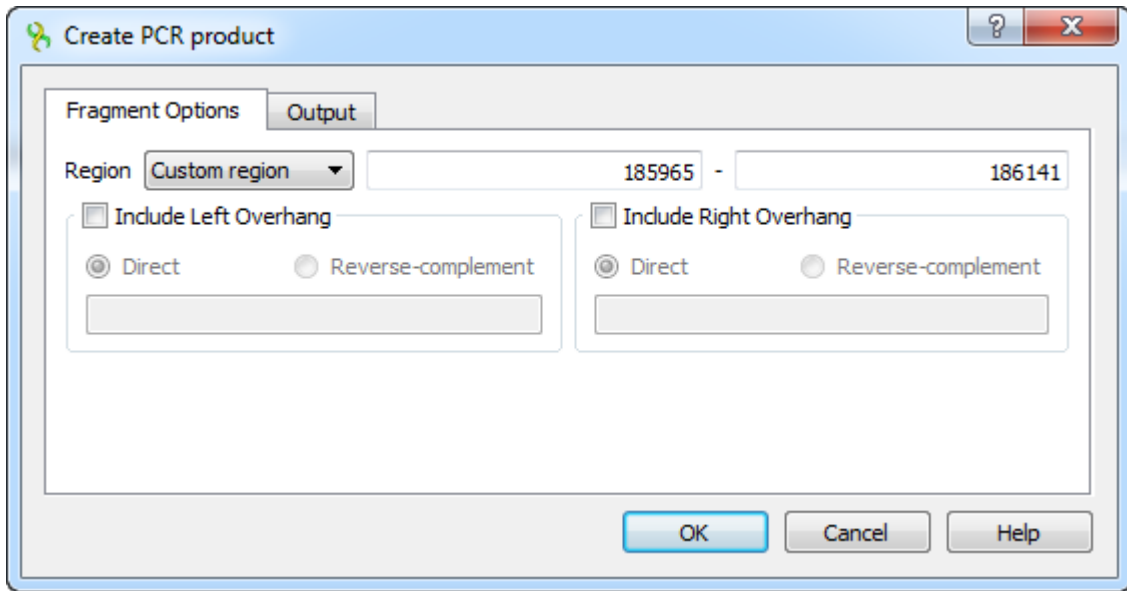 Create PCR product
Fragment Options Output
Region Custom region 185965 - 186141
Include Left Overhang Include Right Overhang
Direct Reverse-complement Direct Reverse-complement
OK Cancel Help